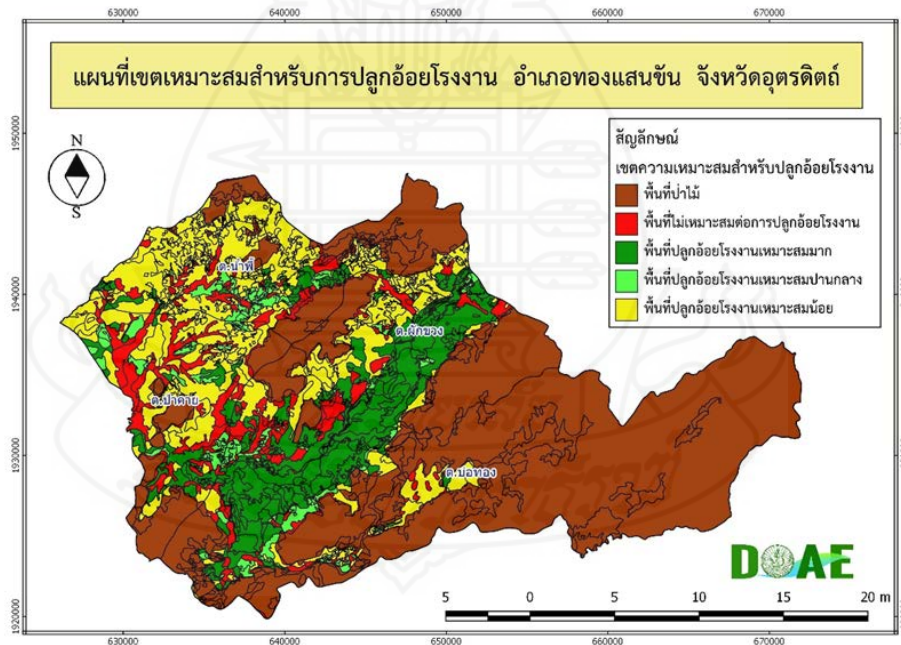 630000 640000 650000 660000 670000
แผนที่เขตเหมาะสมสำหรับการปลูกอ้อยโรงงาน อำเภอทองแสนขัน จังหวัดอุตรดิตถ์
1950000
1950000
N
S
สัญลักษณ์
เขตความเหมาะสมสำหรับปลูกอ้อยโรงงาน
พื้นที่ป่าไม้
พื้นที่ไม่เหมาะสมต่อการปลูกอ้อยโรงงาน
พื้นที่ปลูกอ้อยโรงงานเหมาะสมมาก
พื้นที่ปลูกอ้อยโรงงานเหมาะสมปานกลาง
พื้นที่ปลูกอ้อยโรงงานเหมาะสมน้อย
ต.น้ำพี้
1940000
1940000
ต.ผักขวง
ต.ป่าคาย
1930000
1930000
ต.บ่อทอง
DOAE
5 0 5 10 15 20 m
1920000
1920000
630000 640000 650000 660000 670000